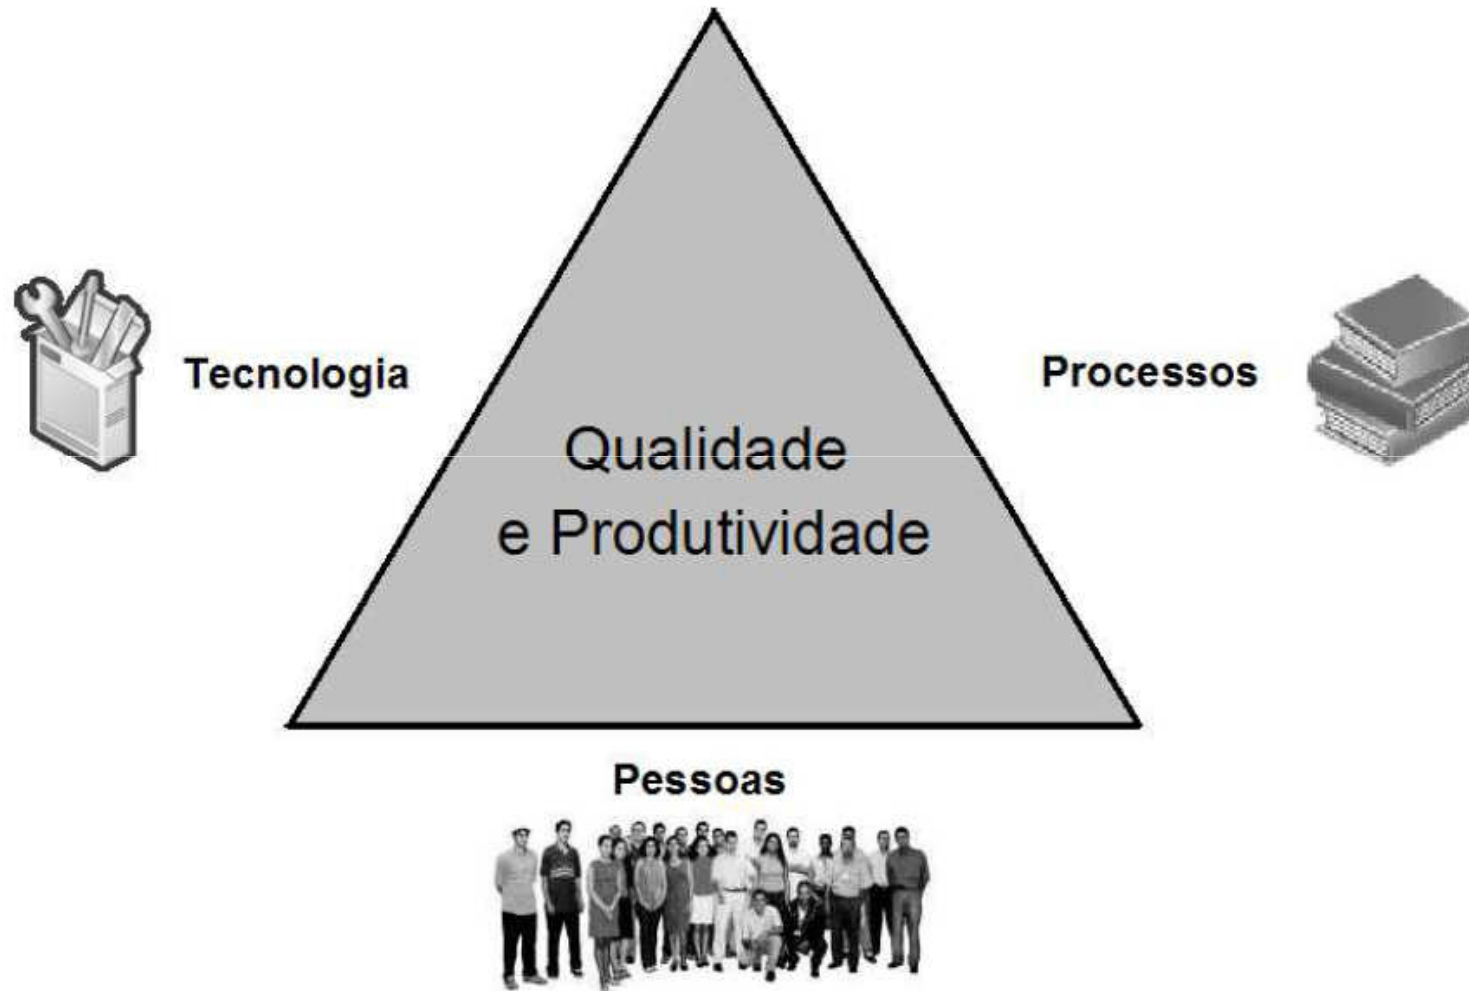 Tecnologia
Processos
Qualidade
e Produtividade
Pessoas